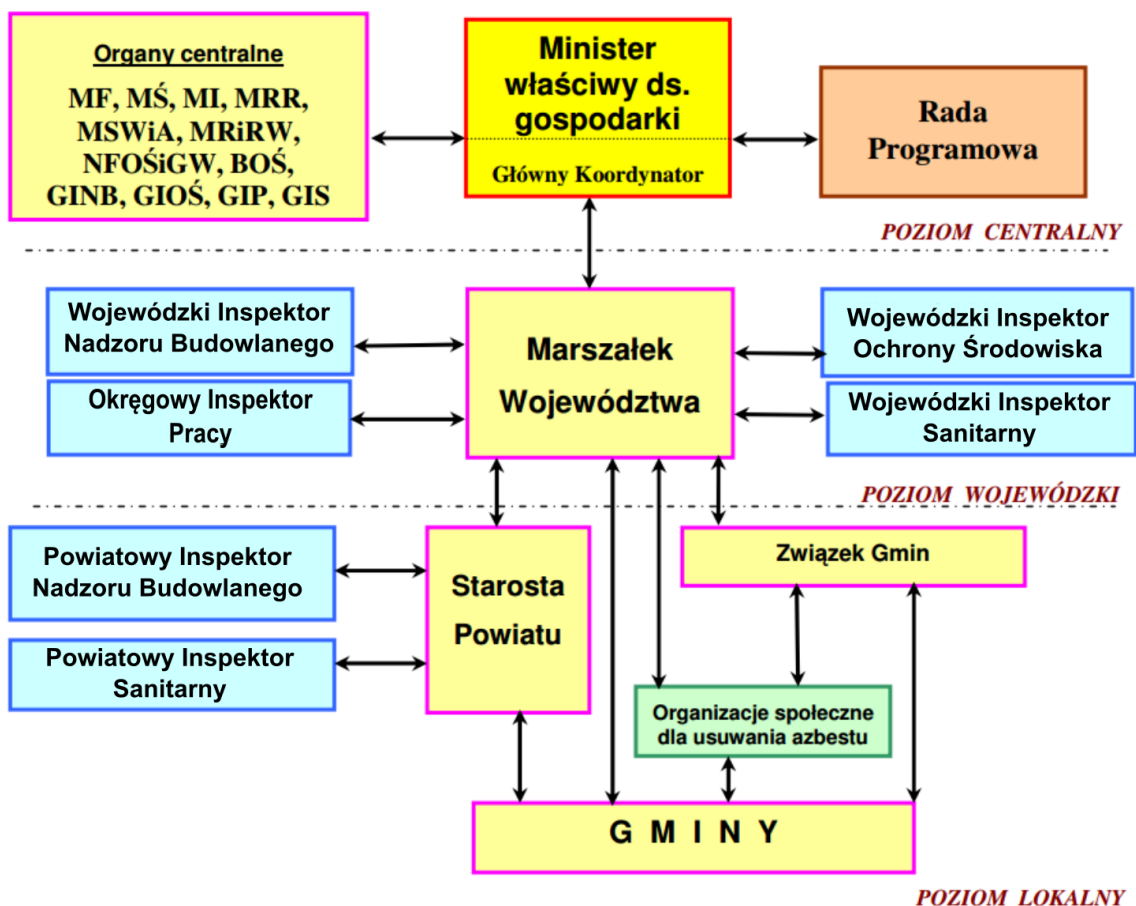 Organy centralne
MF, MŚ, MI, MRR,
MSWiA, MRiRW,
NFOŚiGW, BOŚ,
GINB, GIOŚ, GIP, GIS
Minister
właściwy ds.
gospodarki
Główny Koordynator
Rada
Programowa
POZIOM CENTRALNY
Wojewódzki Inspektor
Nadzoru Budowlanego
Okręgowy Inspektor
Pracy
Marszałek
Województwa
Wojewódzki Inspektor
Ochrony Środowiska
Wojewódzki Inspektor
Sanitarny
POZIOM WOJEWÓDZKI
Powiatowy Inspektor
Nadzoru Budowlanego
Powiatowy Inspektor
Sanitarny
Starosta
Powiatu
Związek Gmin
Organizacje społeczne
dla usuwania azbestu
G M I N Y
POZIOM LOKALNY